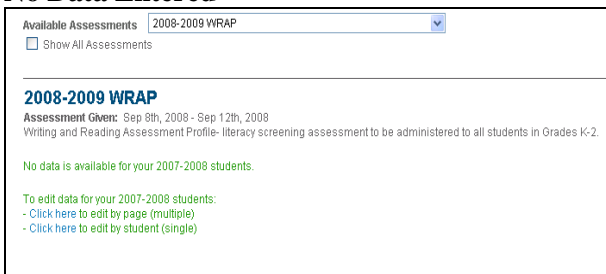 Available Assessments 2008-2009 WRAP
Show All Assessments
2008-2009 WRAP
Assessment Given: Sep 8th, 2008 - Sep 12th, 2008
Writing and Reading Assessment Profile- literacy screening assessment to be administered to all students in Grades K-2.
No data is available for your 2007-2008 students.
To edit data for your 2007-2008 students:
- Click here to edit by page (multiple)
- Click here to edit by student (single)